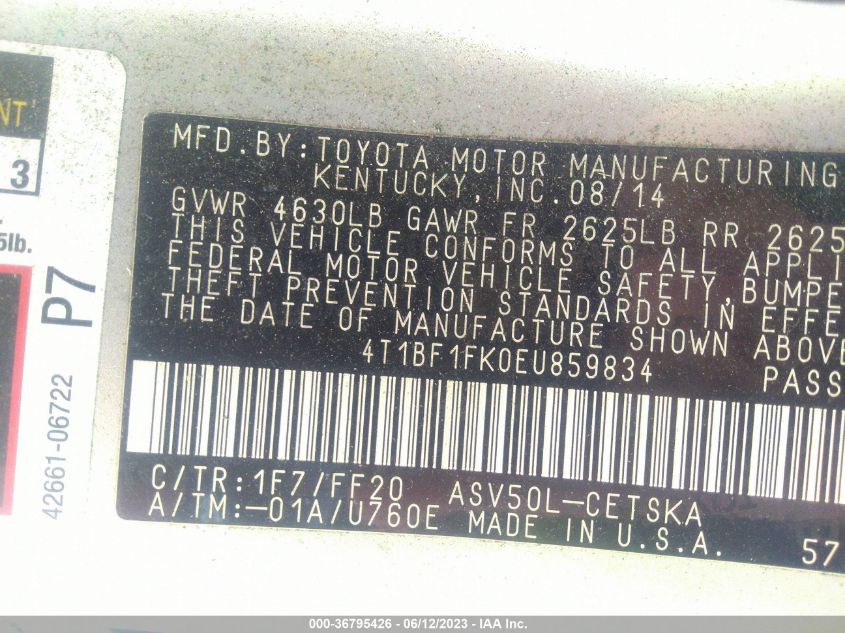 NT
3
5lb.
P7
42661-06722
MFD.BY:TOYOTA MOTOR MANUFACTURING
KENTUCKY,INC.08/14
GVWR 4630LB GAWR FR 2625LB RR 2625
THIS VEHICLE CONFORMS TO ALL APPLI
FEDERAL MOTOR VEHICLE SAFETY,BUMPE
THEFT PREVENTION STANDARDS IN EFFE
THE DATE OF MANUFACTURE SHOWN ABOVE
4T1BF1FK0EU859834 PASS
C/TR:1F7/FF20 ASV50L-CETSKA
A/TM:-01A/U760E MADE IN U.S.A. 57
000-36795426 - 06/12/2023 - IAA Inc.